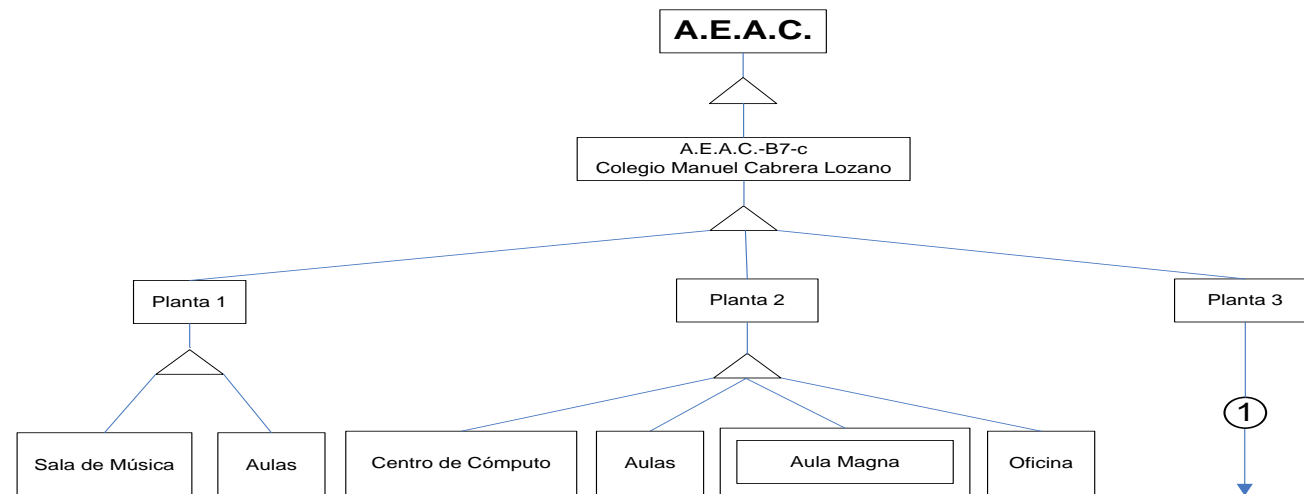 A.E.A.C.
A.E.A.C.-B7-c
Colegio Manuel Cabrera Lozano
Planta 1
Planta 2
Planta 3
1
Sala de Música
Aulas
Centro de Cómputo
Aulas
Aula Magna
Oficina